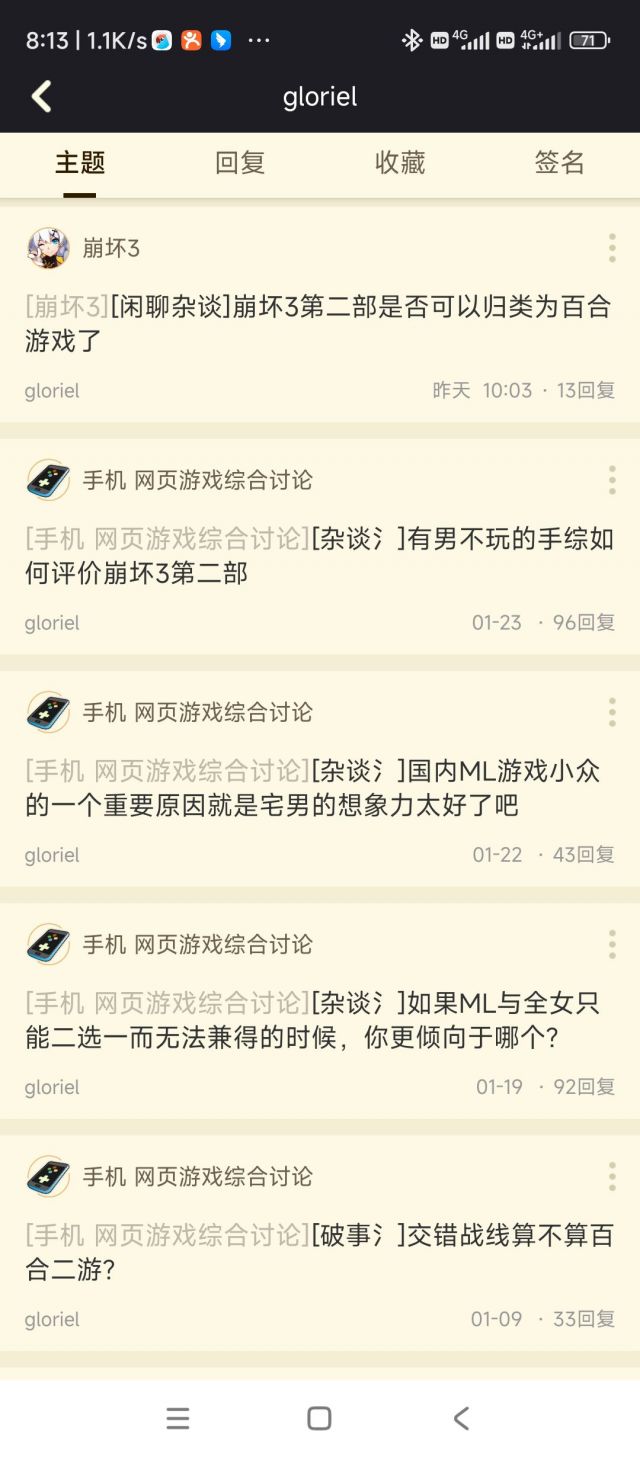 8:13 | 1.1K/s ···
HD 4G HD 4G+ 71
gloriel
主题 回复 收藏 签名
崩坏3
[崩坏3][闲聊杂谈]崩坏3第二部是否可以归类为百合
游戏了
gloriel 昨天 10:03 · 13回复
手机 网页游戏综合讨论
[手机 网页游戏综合讨论][杂谈氵]有男不玩的手综如
何评价崩坏3第二部
gloriel 01-23 · 96回复
手机 网页游戏综合讨论
[手机 网页游戏综合讨论][杂谈氵]国内ML游戏小众
的一个重要原因就是宅男的想象力太好了吧
gloriel 01-22 · 43回复
手机 网页游戏综合讨论
[手机 网页游戏综合讨论][杂谈氵]如果ML与全女只
能二选一而无法兼得的时候，你更倾向于哪个?
gloriel 01-19 · 92回复
手机 网页游戏综合讨论
[手机 网页游戏综合讨论][破事氵]交错战线算不算百
合二游?
gloriel 01-09 · 33回复